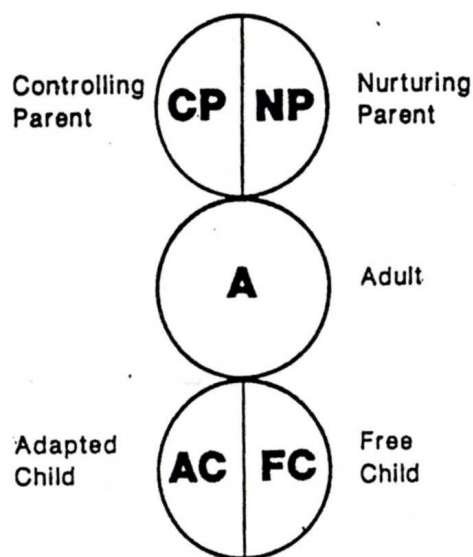 Controlling
Parent
CP
NP
Nurturing
Parent
A
Adult
Adapted
Child
AC
FC
Free
Child